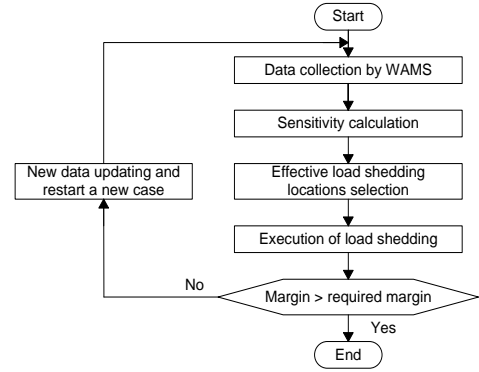 Start
Data collection by WAMS
Sensitivity calculation
New data updating and
restart a new case
Effective load shedding
locations selection
Execution of load shedding
No
Margin > required margin
Yes
End